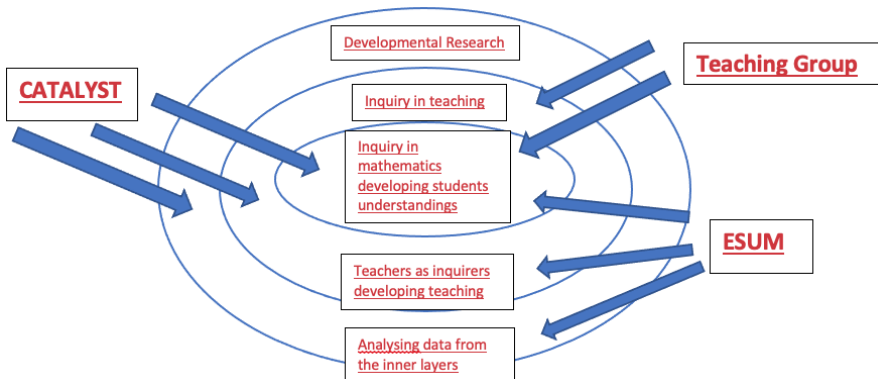 Developmental Research
Teaching Group
CATALYST
Inquiry in teaching
Inquiry in
mathematics
developing students
understandings
ESUM
Teachers as inquirers
developing teaching
Analysing data from
the inner layers